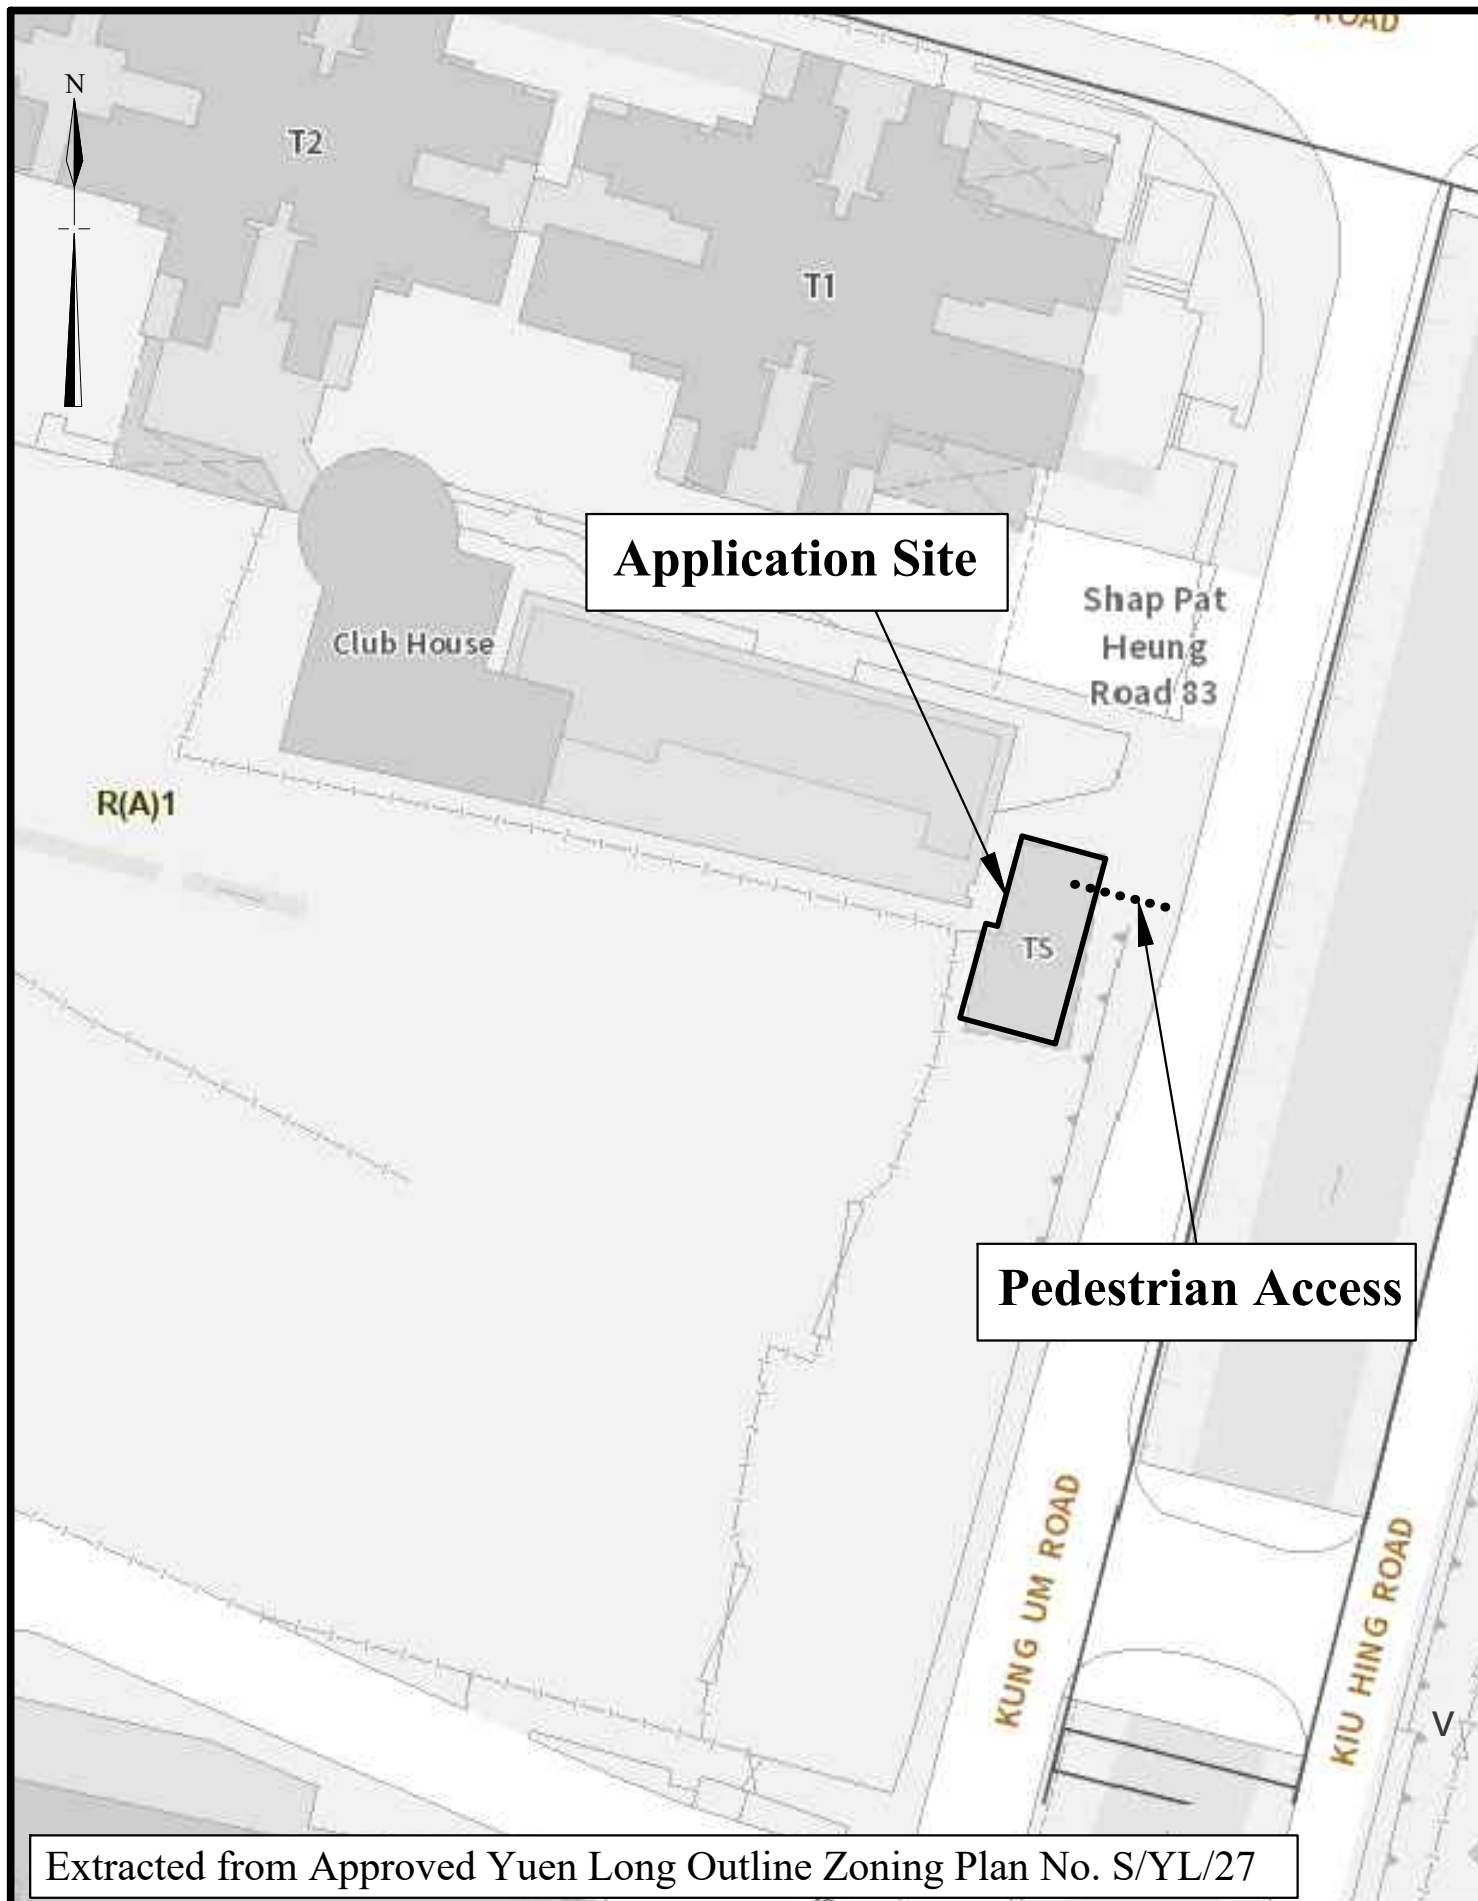 ROAD
N
T2
T1
Application Site
Shap Pat
Heung
Road 83
Club House
R(A)1
TS
Pedestrian Access
KUNG UM ROAD
KIU HING ROAD
V
Extracted from Approved Yuen Long Outline Zoning Plan No. S/YL/27